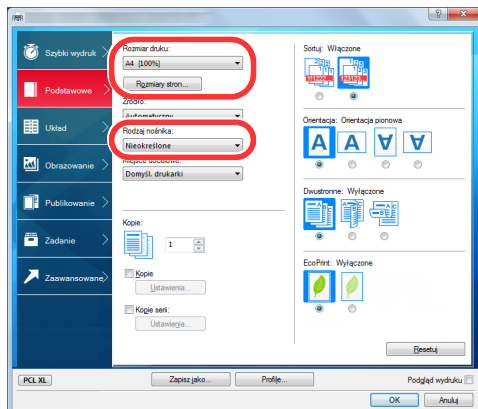 Szybki wydruk
Podstawowe
Układ
Obrazowanie
Publikowanie
Zadanie
Zaawansowane
Rozmiar druku:
A4 [100%]
Rozmiary stron...
Źródło:
Automatyczny
Rodzaj nośnika:
Nieokreślone
Miejsce docelowe:
Domyśl. drukarki
Kopie:
1
Kopie
Ustawienia...
Kopie serii:
Ustawienia...
Sortuj: Włączone
111222
123123
Orientacja: Orientacja pionowa
A A A A
Dwustronne: Wyłączone
EcoPrint: Wyłączone
Resetuj
PCL XL
Zapisz jako...
Profile...
Podgląd wydruku
OK
Anuluj